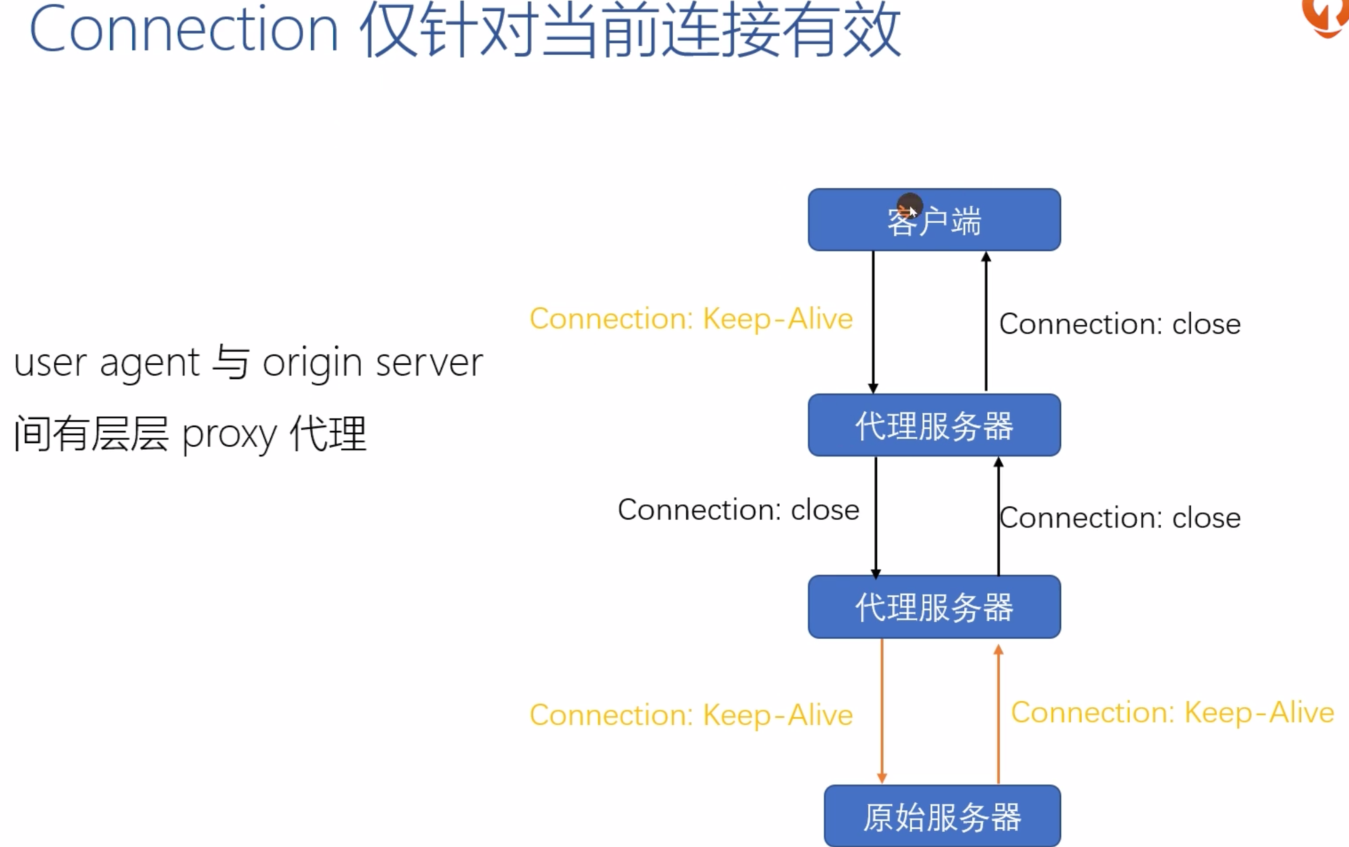 Connection 仅针对当前连接有效
客户端
Connection: Keep-Alive
Connection: close
user agent 与 origin server
间有层层 proxy 代理
代理服务器
Connection: close
Connection: close
代理服务器
Connection: Keep-Alive
Connection: Keep-Alive
原始服务器